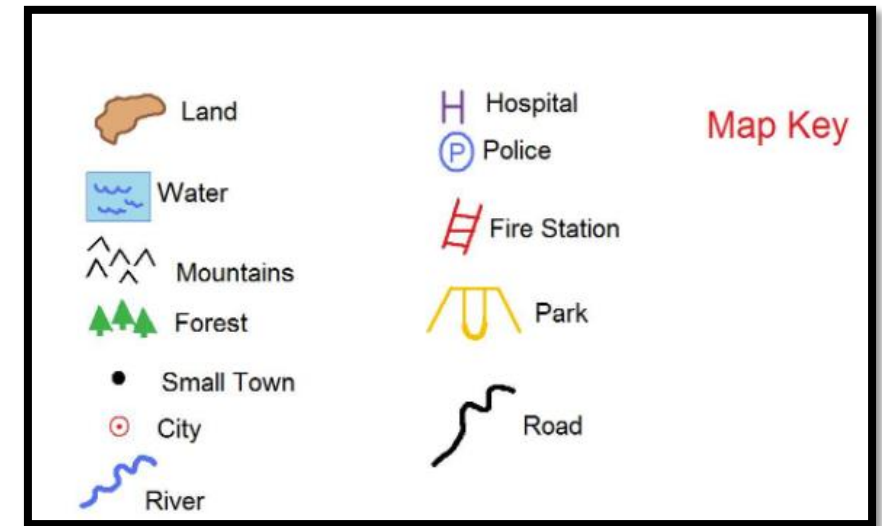 Land
Water
Mountains
Forest
Small Town
City
River
H Hospital
P Police
Fire Station
Park
Road
Map Key